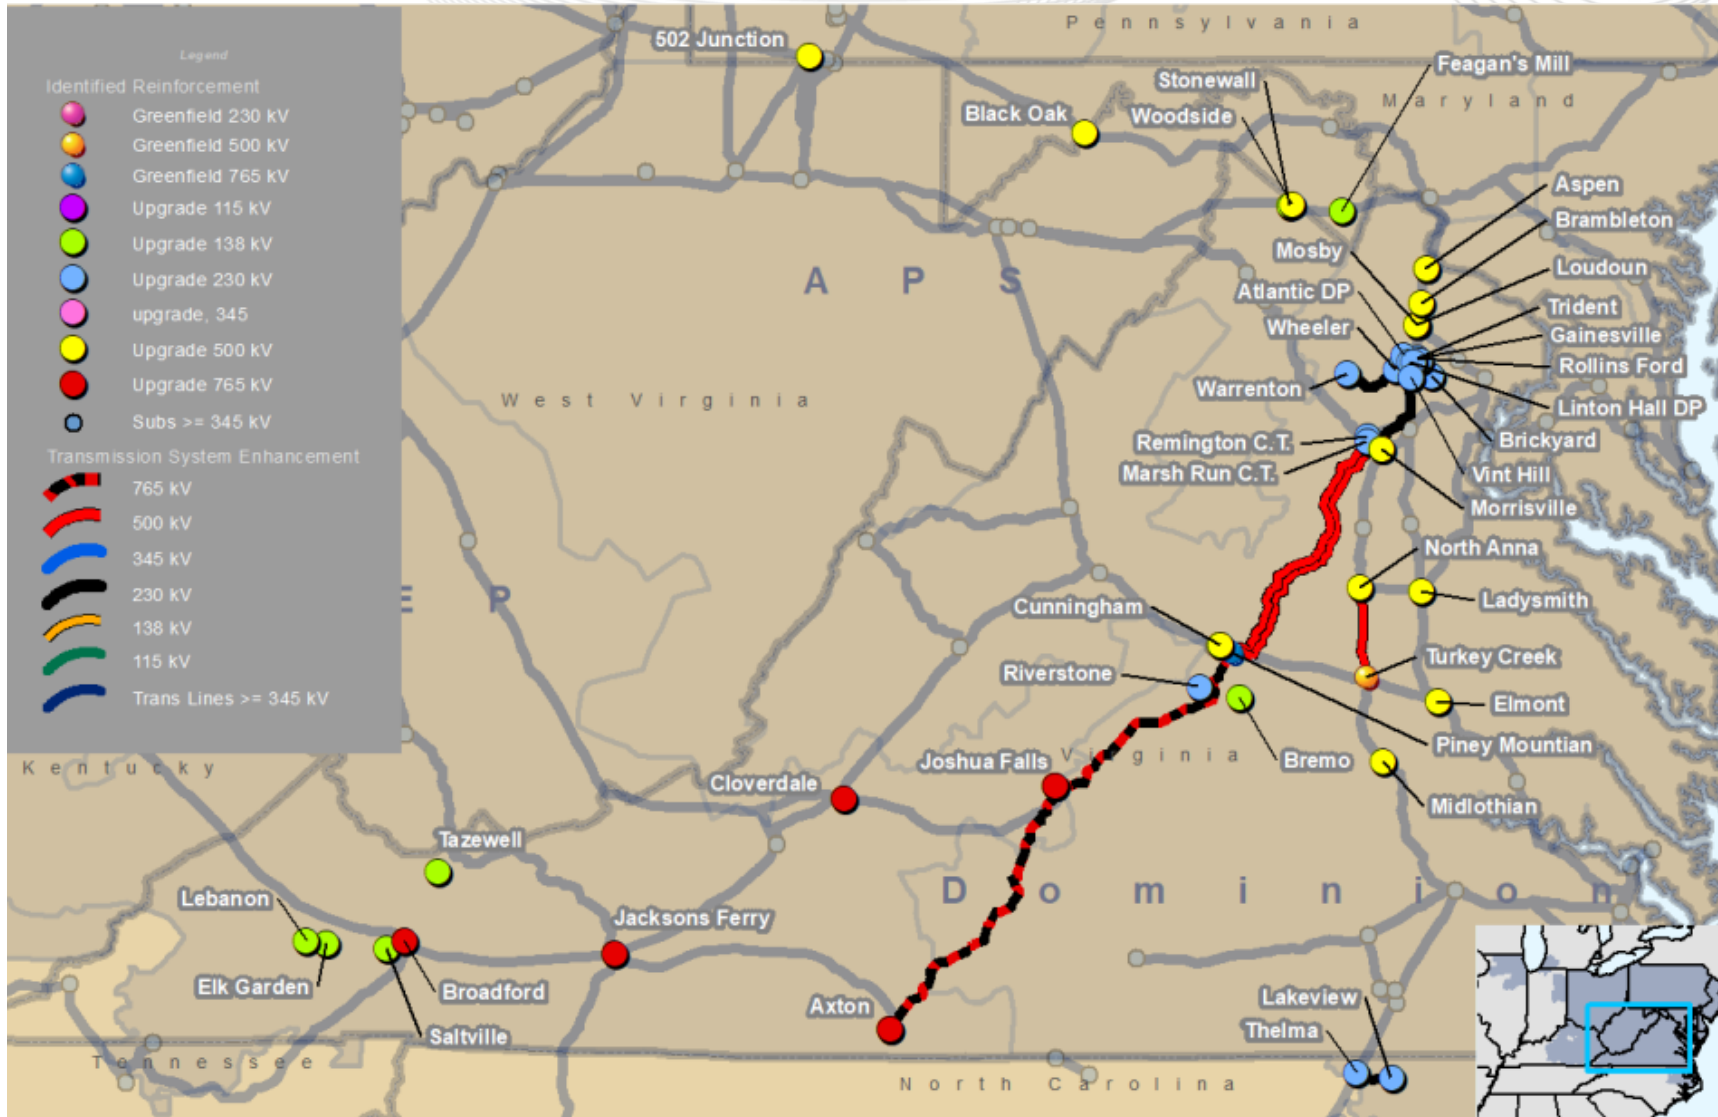 Legend
Identified Reinforcement
Greenfield 230 kV
Greenfield 500 kV
Greenfield 765 kV
Upgrade 115 kV
Upgrade 138 kV
Upgrade 230 kV
upgrade, 345
Upgrade 500 kV
Upgrade 765 kV
Subs >= 345 kV
Transmission System Enhancement
765 kV
500 kV
345 kV
230 kV
138 kV
115 kV
Trans Lines >= 345 kV
Pennsylvania
502 Junction
Feagan's Mill
Stonewall
Maryland
Black Oak
Woodside
Aspen
Brambleton
Mosby
Loudoun
APS
Atlantic DP
Trident
Wheeler
Gainesville
Rollins Ford
Warrenton
West Virginia
Linton Hall DP
Remington C.T.
Brickyard
Marsh Run C.T.
Vint Hill
Morrisville
North Anna
EP
Cunningham
Ladysmith
Turkey Creek
Riverstone
Elmont
Piney Mountian
Virginia
Bremo
Kentucky
Joshua Falls
Cloverdale
Midlothian
Tazewell
Dominion
Lebanon
Jacksons Ferry
Elk Garden
Broadford
Axton
Lakeview
Saltville
Thelma
Tennessee
North Carolina